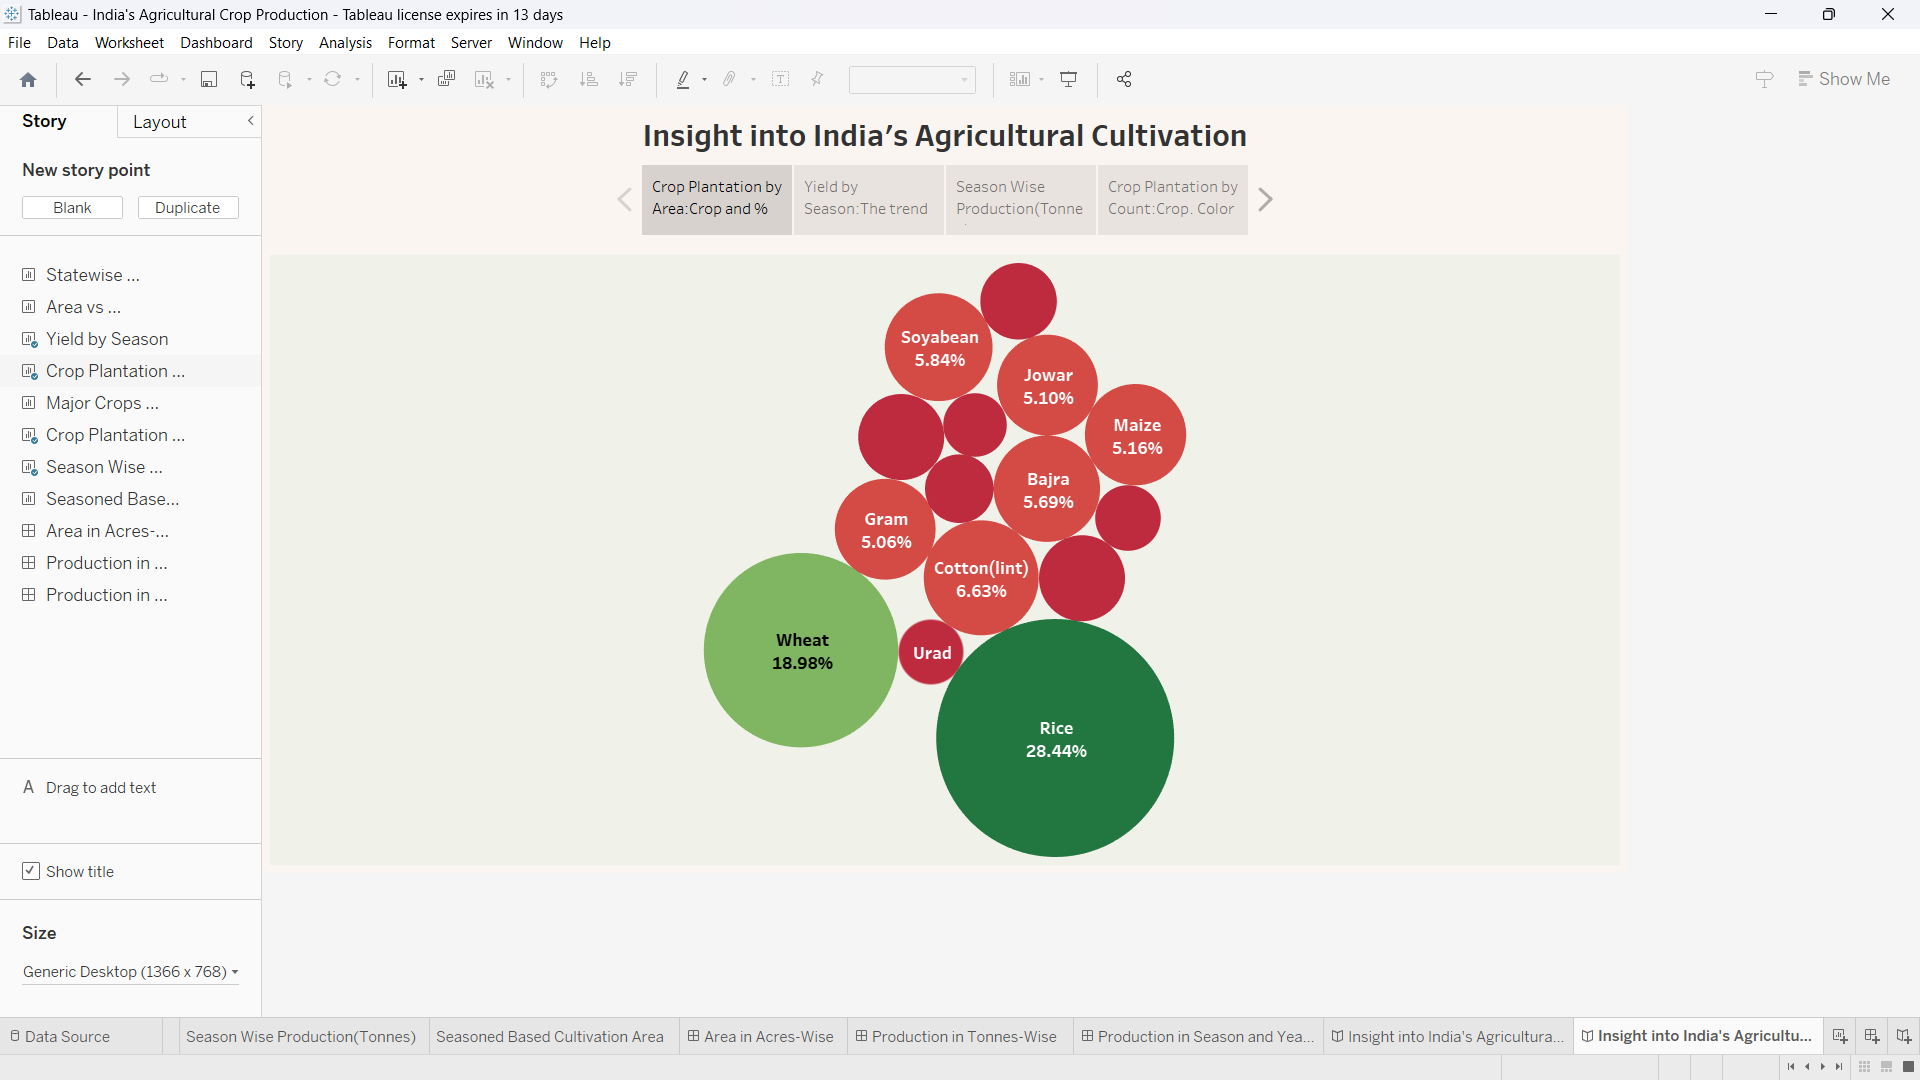 Tableau - India's Agricultural Crop Production - Tableau license expires in 13 days
File Data Worksheet Dashboard Story Analysis Format Server Window Help
Show Me
Story Layout
New story point
Blank Duplicate
Statewise ...
Area vs ...
Yield by Season
Crop Plantation ...
Major Crops ...
Crop Plantation ...
Season Wise ...
Seasoned Base...
Area in Acres-...
Production in ...
Production in ...
A Drag to add text
Show title
Size
Generic Desktop (1366 x 768)
Insight into India's Agricultural Cultivation
Crop Plantation by
Area:Crop and %
Yield by
Season:The trend
Season Wise
Production(Tonne
Crop Plantation by
Count:Crop. Color
Soyabean
5.84%
Jowar
5.10%
Maize
5.16%
Bajra
5.69%
Gram
5.06%
Cotton(lint)
6.63%
Wheat
18.98%
Urad
Rice
28.44%
Data Source Season Wise Production(Tonnes) Seasoned Based Cultivation Area Area in Acres-Wise Production in Tonnes-Wise Production in Season and Yea... Insight into India's Agricultura... Insight into India's Agricultu...